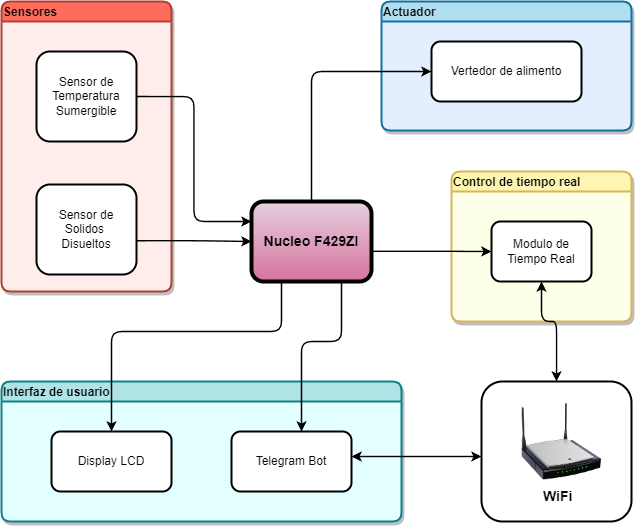 Sensores
Sensor de
Temperatura
Sumergible
Sensor de
Solidos
Disueltos
Actuador
Vertedor de alimento
Control de tiempo real
Modulo de
Tiempo Real
Nucleo F429ZI
Interfaz de usuario
Display LCD
Telegram Bot
WiFi